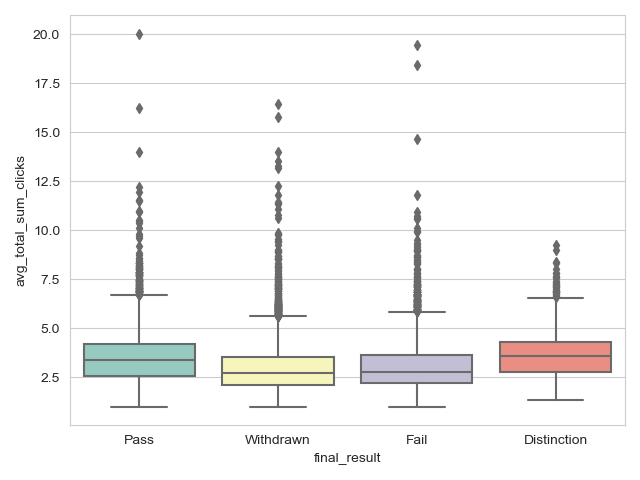 20.0
17.5
15.0
12.5
10.0
7.5
5.0
2.5
avg_total_sum_clicks
Pass Withdrawn Fail Distinction
final_result